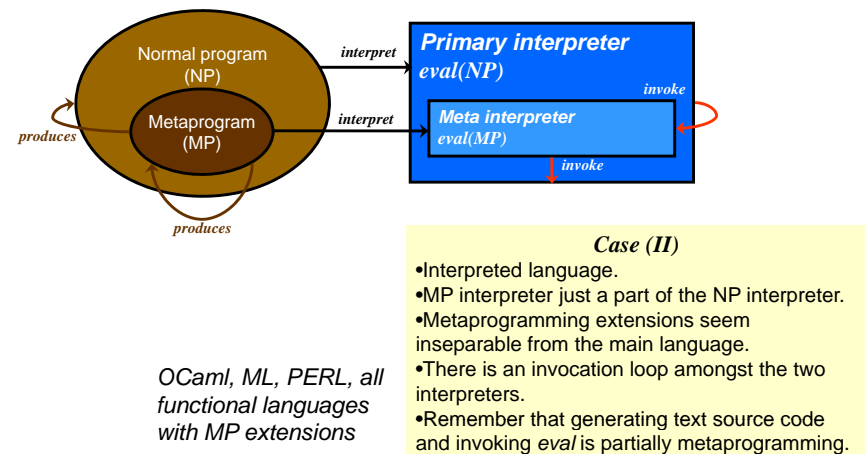 Normal program
(NP)
Metaprogram
(MP)
produces
produces
interpret
interpret
Primary interpreter
eval(NP)
Meta interpreter
eval(MP)
invoke
invoke
Case (II)
•Interpreted language.
•MP interpreter just a part of the NP interpreter.
•Metaprogramming extensions seem
inseparable from the main language.
•There is an invocation loop amongst the two
interpreters.
•Remember that generating text source code
and invoking eval is partially metaprogramming.
OCaml, ML, PERL, all
functional languages
with MP extensions